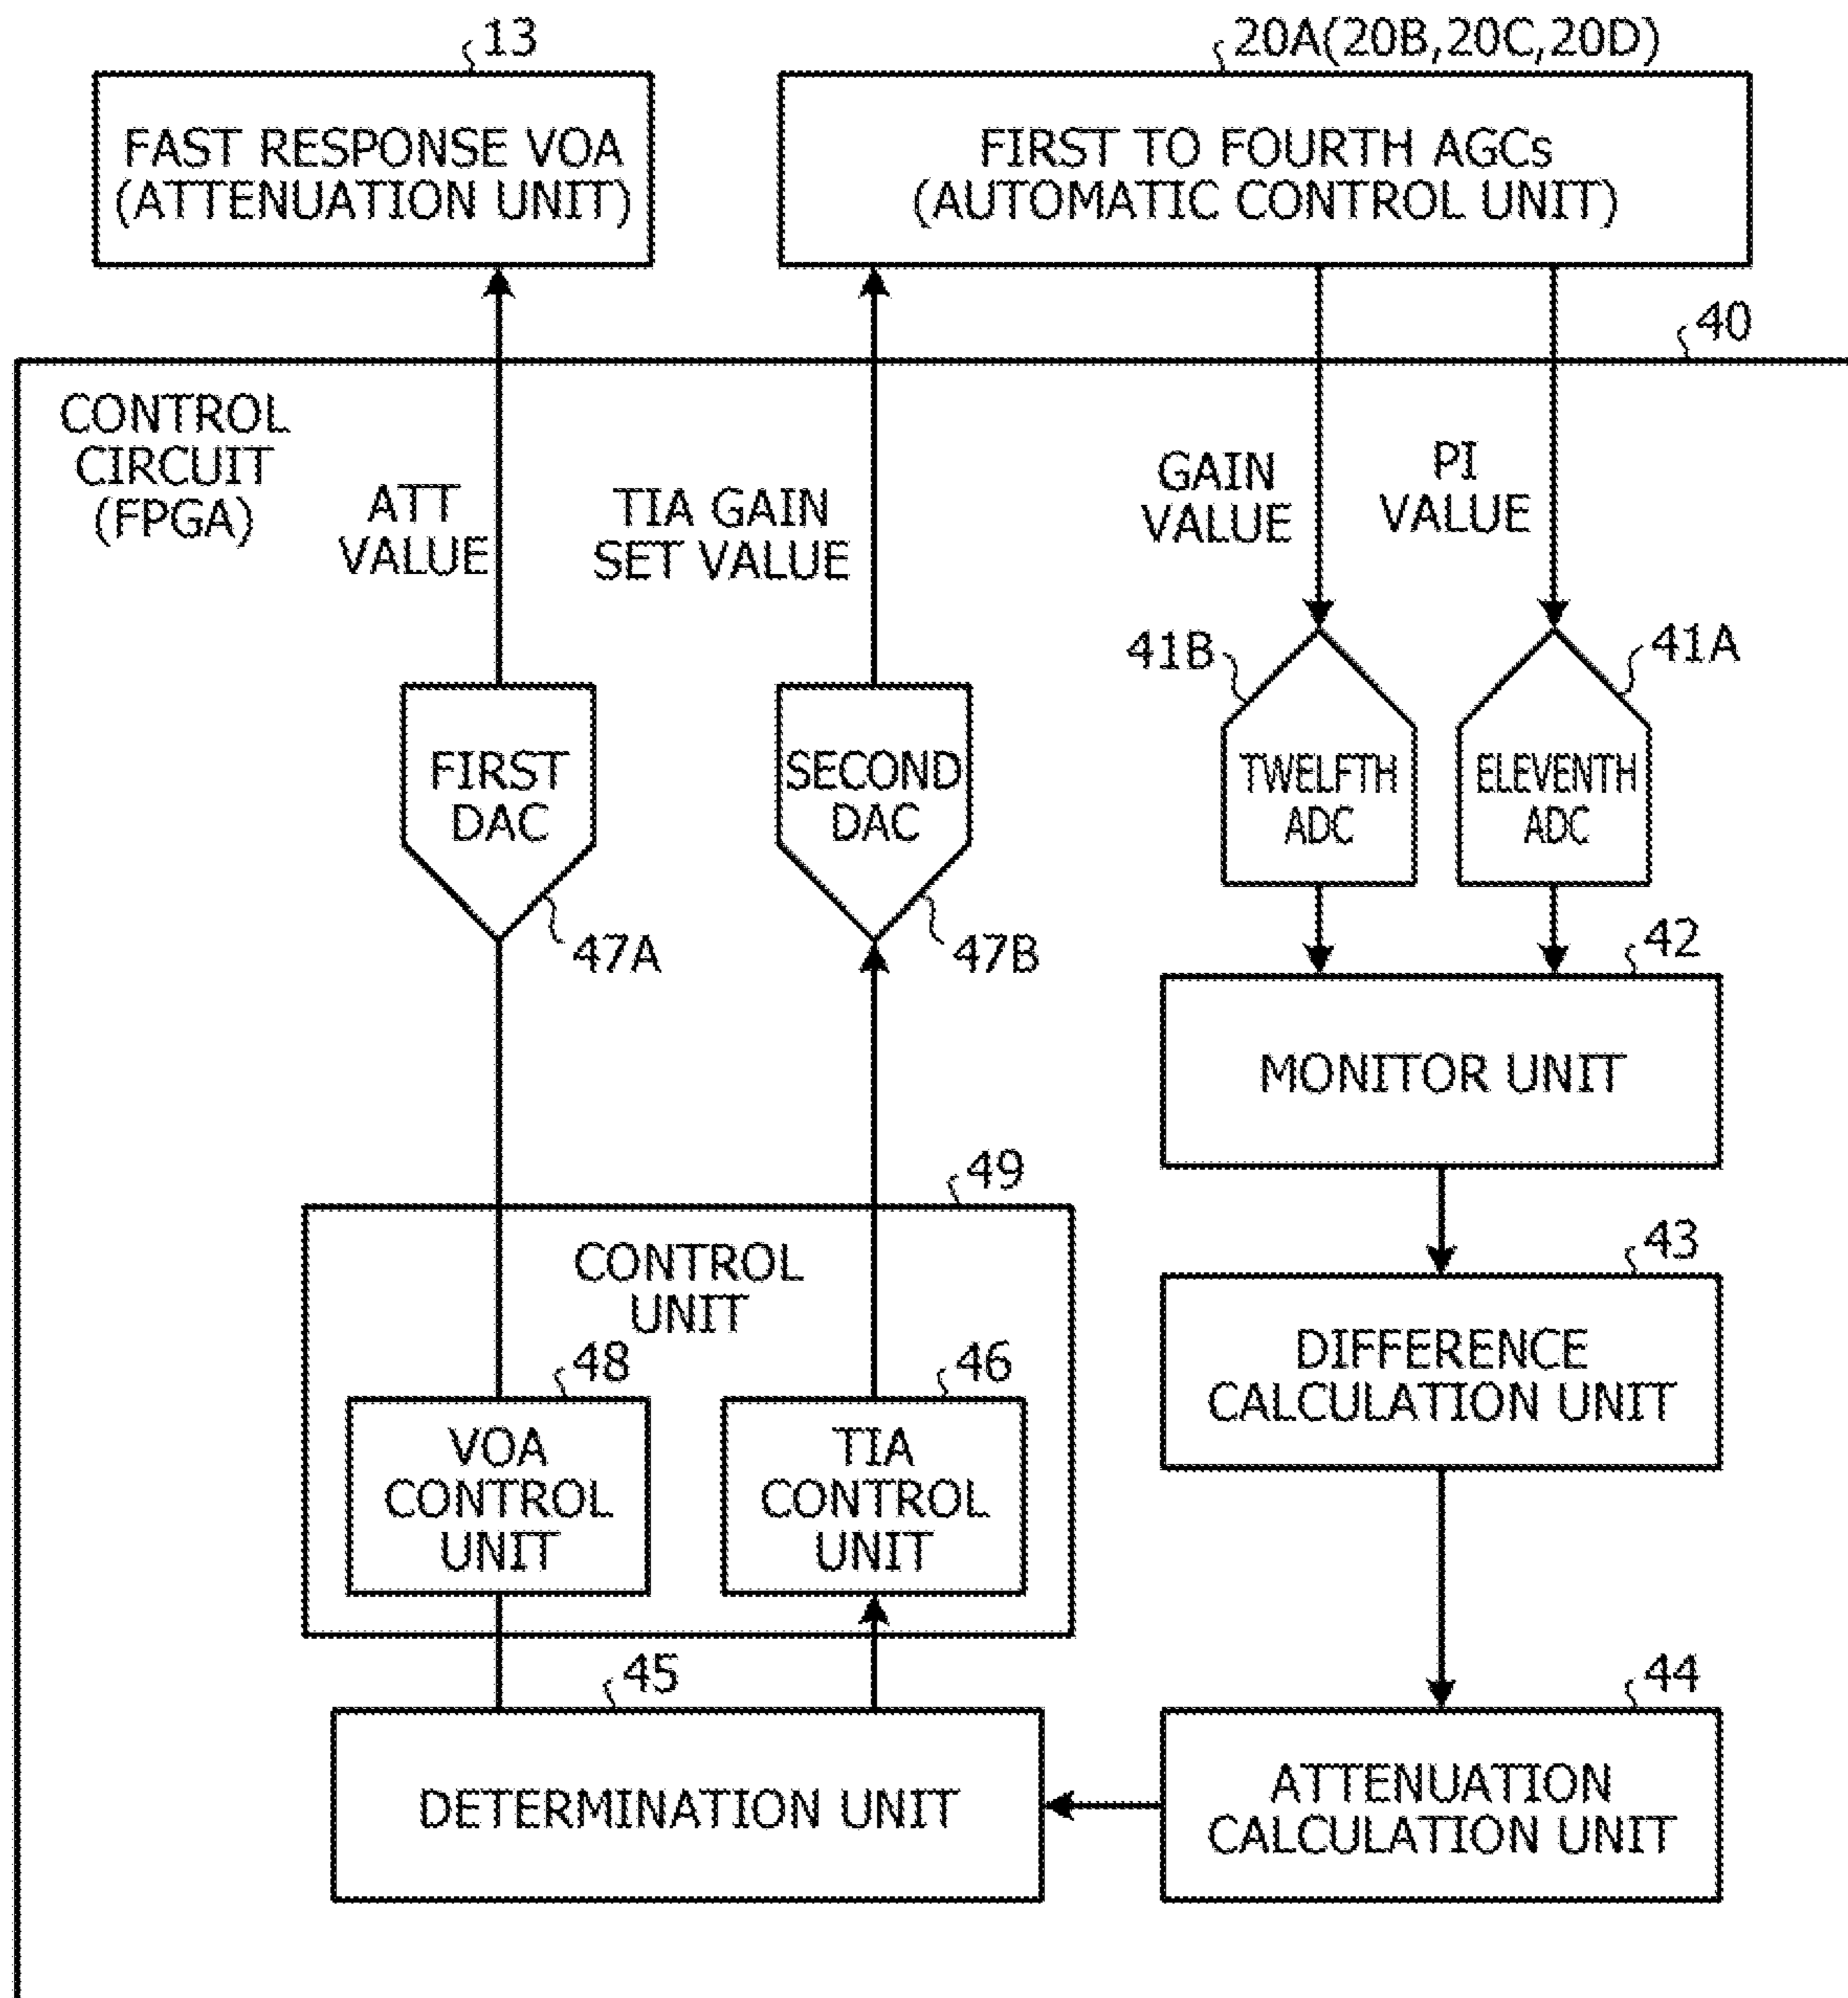 13
20A(20B,20C,20D)
FAST RESPONSE VOA
(ATTENUATION UNIT)
FIRST TO FOURTH AGCs
(AUTOMATIC CONTROL UNIT)
40
CONTROL
CIRCUIT
(FPGA)
ATT
VALUE
TIA GAIN
SET VALUE
GAIN
VALUE
PI
VALUE
41B
41A
FIRST
DAC
SECOND
DAC
TWELFTH
ADC
ELEVENTH
ADC
47A
47B
42
MONITOR UNIT
49
CONTROL
UNIT
43
DIFFERENCE
CALCULATION UNIT
48
46
VOA
CONTROL
UNIT
TIA
CONTROL
UNIT
45
44
DETERMINATION UNIT
ATTENUATION
CALCULATION UNIT